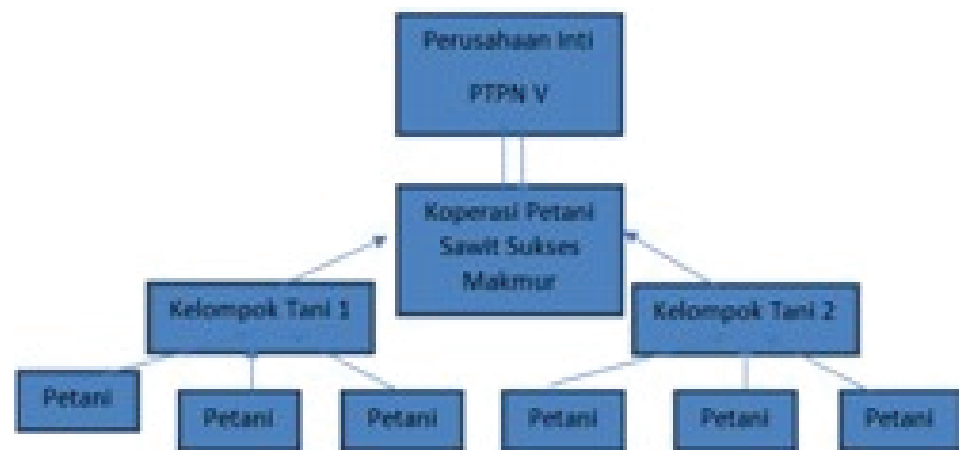 Perusahaan Inti
PTPN V
Koperasi Petani
Sawit Sukses
Makmur
Kelompok Tani 1
Kelompok Tani 2
Petani
Petani
Petani
Petani
Petani
Petani